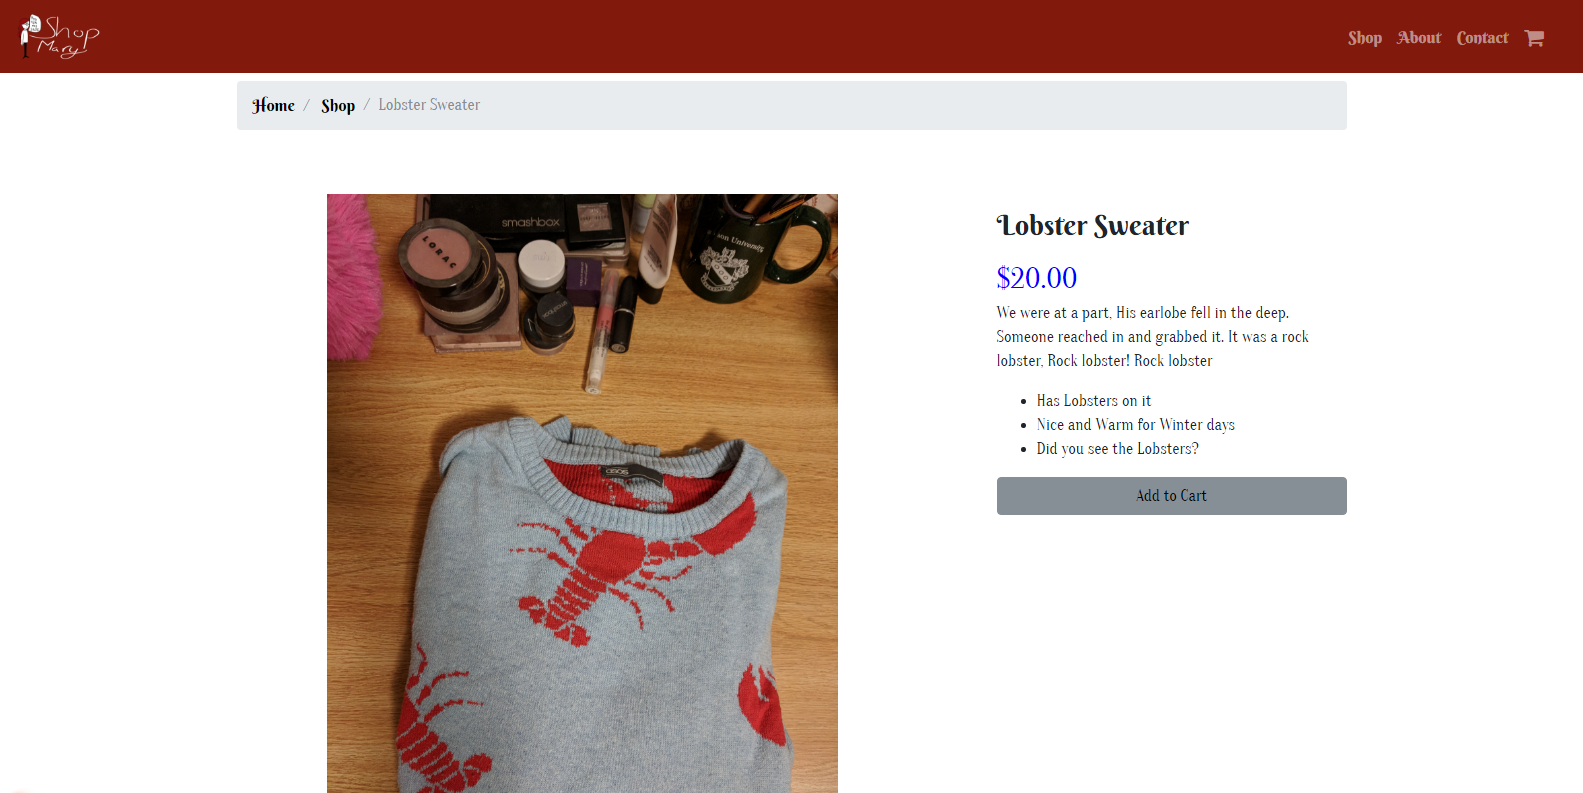 Shop
Mary!
Shop About Contact
Home / Shop / Lobster Sweater
smashbox
LORAC
University
asos
Lobster Sweater
$20.00
We were at a part, His earlobe fell in the deep.
Someone reached in and grabbed it. It was a rock
lobster, Rock lobster! Rock lobster
Has Lobsters on it
Nice and Warm for Winter days
Did you see the Lobsters?
Add to Cart